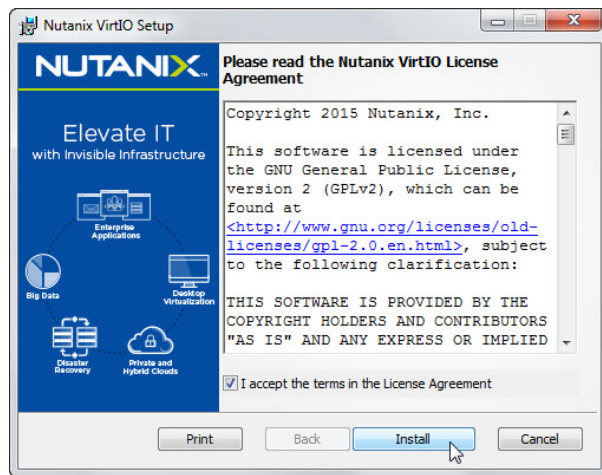 Nutanix VirtIO Setup
NUTANIX™
Elevate IT
with Invisible Infrastructure
Enterprise
Applications
Big Data
Desktop
Virtualization
Disaster
Recovery
Private and
Hybrid Clouds
Please read the Nutanix VirtIO License
Agreement
Copyright 2015 Nutanix, Inc.
This software is licensed under
the GNU General Public License,
version 2 (GPLv2), which can be
found at
<http://www.gnu.org/licenses/old-
licenses/gpl-2.0.en.html>, subject
to the following clarification:
THIS SOFTWARE IS PROVIDED BY THE
COPYRIGHT HOLDERS AND CONTRIBUTORS
"AS IS" AND ANY EXPRESS OR IMPLIED
I accept the terms in the License Agreement
Print
Back
Install
Cancel